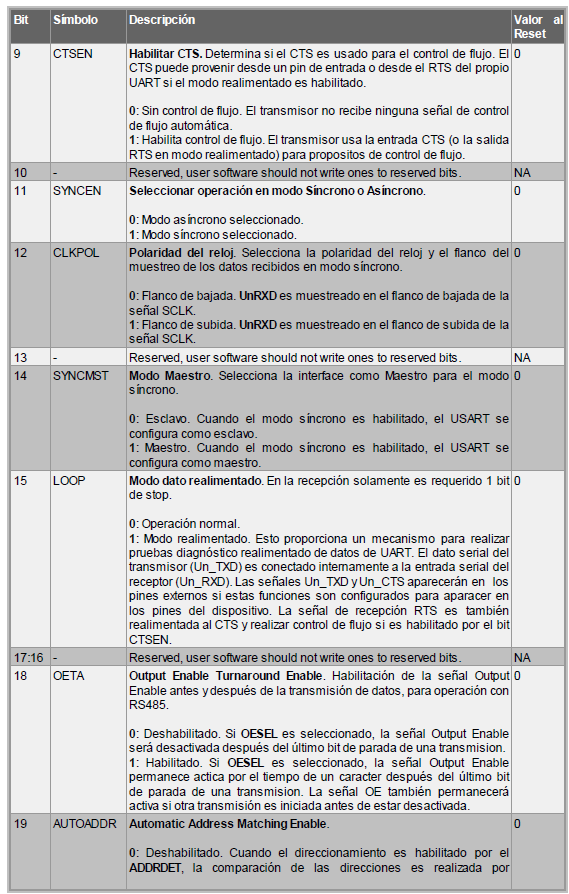 Bit Símbolo Descripción Valor al
Reset
9 CTSEN Habilitar CTS. Determina si el CTS es usado para el control de flujo. El 0
CTS puede provenir desde un pin de entrada o desde el RTS del propio
UART si el modo realimentado es habilitado.
0: Sin control de flujo. El transmisor no recibe ninguna señal de control
de flujo automática.
1: Habilita control de flujo. El transmisor usa la entrada CTS (o la salida
RTS en modo realimentado) para propositos de control de flujo.
10 - Reserved, user software should not write ones to reserved bits. NA
11 SYNCEN Seleccionar operación en modo Síncrono o Asíncrono. 0
0: Modo asíncrono seleccionado.
1: Modo síncrono seleccionado.
12 CLKPOL Polaridad del reloj. Selecciona la polaridad del reloj y el flanco del 0
muestreo de los datos recibidos en modo síncrono.
0: Flanco de bajada. UnRXD es muestreado en el flanco de bajada de la
señal SCLK.
1: Flanco de subida. UnRXD es muestreado en el flanco de subida de la
señal SCLK.
13 - Reserved, user software should not write ones to reserved bits. NA
14 SYNCMST Modo Maestro. Selecciona la interface como Maestro para el modo 0
síncrono.
0: Esclavo. Cuando el modo síncrono es habilitado, el USART se
configura como esclavo.
1: Maestro. Cuando el modo síncrono es habilitado, el USART se
configura como maestro.
15 LOOP Modo dato realimentado. En la recepción solamente es requerido 1 bit 0
de stop.
0: Operación normal.
1: Modo realimentado. Esto proporciona un mecanismo para realizar
pruebas diagnóstico realimentado de datos de UART. El dato serial del
transmisor (Un_TXD) es conectado internamente a la entrada serial del
receptor (Un_RXD). Las señales Un_TXD y Un_CTS aparecerán en los
pines externos si estas funciones son configurados para aparacer en
los pines del dispositivo. La señal de recepción RTS es también
realimentada al CTS y realizar control de flujo si es habilitado por el bit
CTSEN.
17:16 - Reserved, user software should not write ones to reserved bits. NA
18 OETA Output Enable Turnaround Enable. Habilitación de la señal Output 0
Enable antes y después de la transmisión de datos, para operación con
RS485.
0: Deshabilitado. Si OESEL es seleccionado, la señal Output Enable
será desactivada después del último bit de parada de una transmision.
1: Habilitado. Si OESEL es seleccionado, la señal Output Enable
permanece actica por el tiempo de un caracter después del último bit
de parada de una transmision. La señal OE también permanecerá
activa si otra transmisión es iniciada antes de estar desactivada.
19 AUTOADDR Automatic Address Matching Enable. 0
0: Deshabilitado. Cuando el direccionamiento es habilitado por el
ADDRDET, la comparación de las direcciones es realizada por